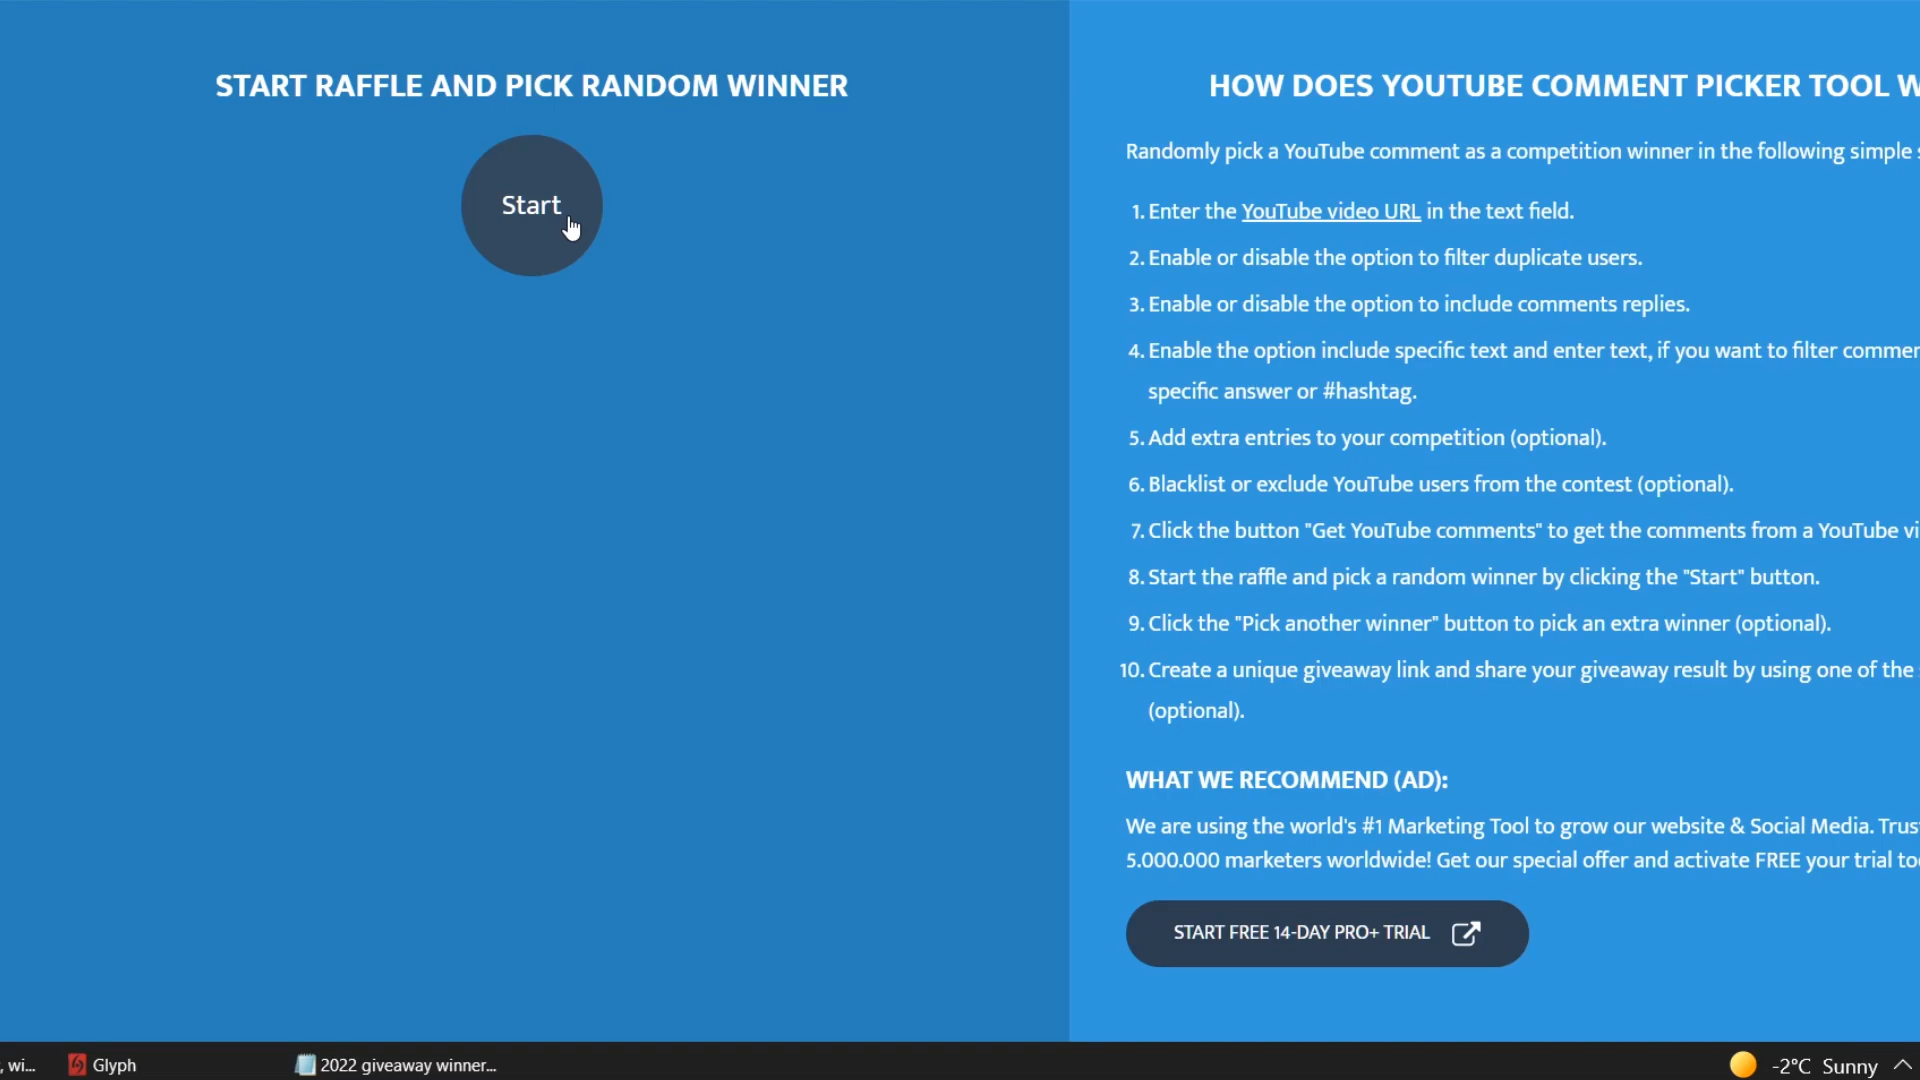 START RAFFLE AND PICK RANDOM WINNER
Start
HOW DOES YOUTUBE COMMENT PICKER TOOL W
Randomly pick a YouTube comment as a competition winner in the following simple s
1. Enter the YouTube video URL in the text field.
2. Enable or disable the option to filter duplicate users.
3. Enable or disable the option to include comments replies.
4. Enable the option include specific text and enter text, if you want to filter commen
specific answer or #hashtag.
5. Add extra entries to your competition (optional).
6. Blacklist or exclude YouTube users from the contest (optional).
7. Click the button "Get YouTube comments" to get the comments from a YouTube vi
8. Start the raffle and pick a random winner by clicking the "Start" button.
9. Click the "Pick another winner" button to pick an extra winner (optional).
10. Create a unique giveaway link and share your giveaway result by using one of the s
(optional).
WHAT WE RECOMMEND (AD):
We are using the world's #1 Marketing Tool to grow our website & Social Media. Trus
5.000.000 marketers worldwide! Get our special offer and activate FREE your trial to
START FREE 14-DAY PRO+ TRIAL
, wi... Glyph 2022 giveaway winner... -2°C Sunny